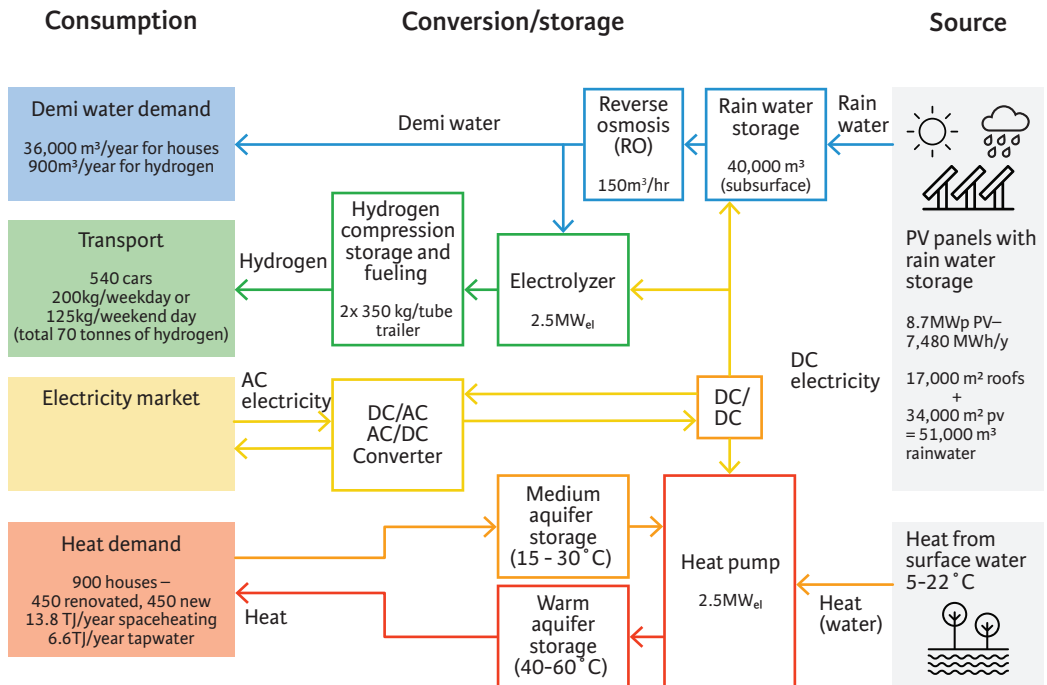 Consumption
Conversion/storage
Source
Demi water demand
36,000 m³/year for houses
900m³/year for hydrogen
Demi water
Reverse
osmosis
(RO)
150m³/hr
Rain water
storage
40,000 m³
(subsurface)
Rain
water
Transport
540 cars
200kg/weekday or
125kg/weekend day
(total 70 tonnes of hydrogen)
Hydrogen
Hydrogen
compression
storage and
fueling
2x 350 kg/tube
trailer
Electrolyzer
2.5MWel
PV panels with
rain water
storage
8.7MWp PV–
7,480 MWh/y
17,000 m² roofs
+
34,000 m² pv
= 51,000 m³
rainwater
Electricity market
AC
electricity
DC/AC
AC/DC
Converter
DC/
DC
DC
electricity
Heat demand
900 houses –
450 renovated, 450 new
13.8 TJ/year spaceheating
6.6TJ/year tapwater
Heat
Medium
aquifer
storage
(15 - 30˚C)
Warm
aquifer
storage
(40-60˚C)
Heat pump
2.5MWel
Heat
(water)
Heat from
surface water
5-22˚C